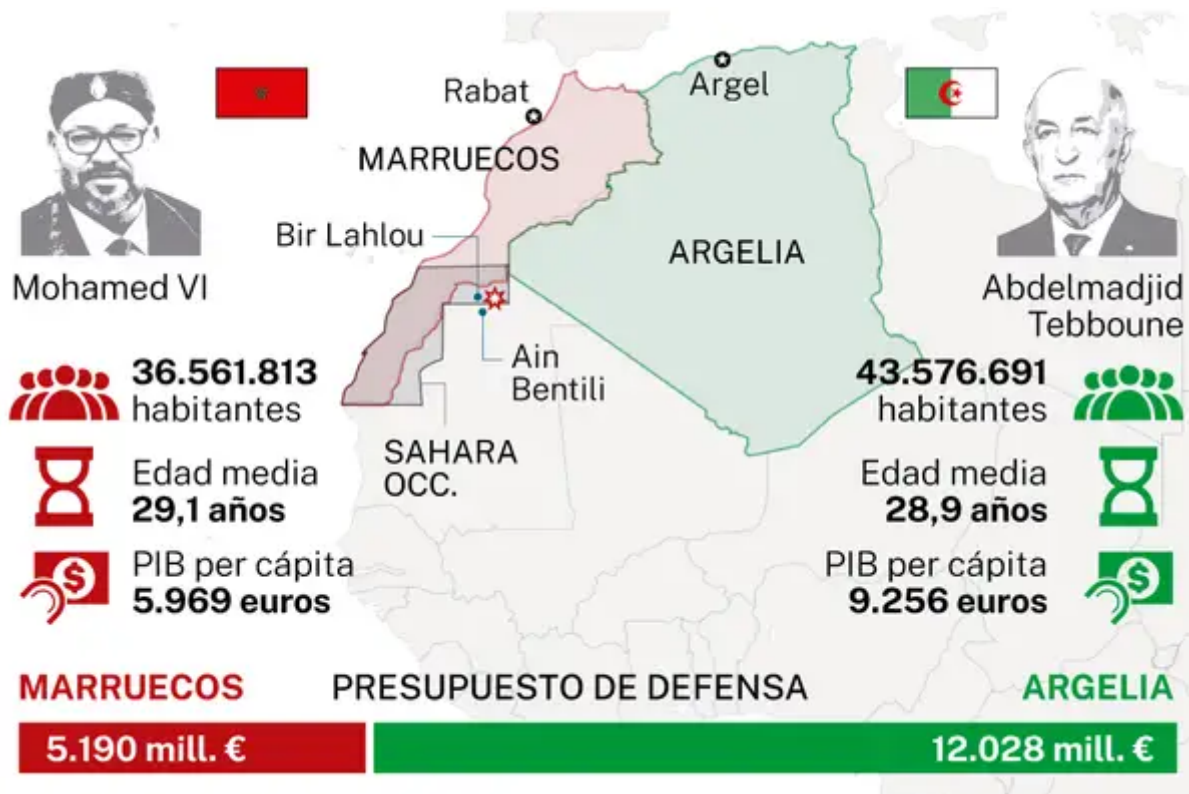 Rabat
Argel
MARRUECOS
Bir Lahlou
ARGELIA
Mohamed VI
Abdelmadjid
Tebboune
Ain
Bentili
SAHARA
OCC.
36.561.813
habitantes
Edad media
29,1 años
PIB per cápita
5.969 euros
43.576.691
habitantes
Edad media
28,9 años
PIB per cápita
9.256 euros
MARRUECOS
PRESUPUESTO DE DEFENSA
ARGELIA
5.190 mill. €
12.028 mill. €